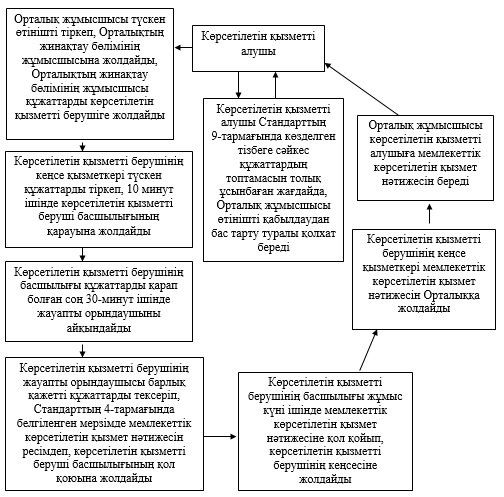 Орталық жұмысшысы түскен
өтінішті тіркеп, Орталықтың
жинақтау бөлімінің
жұмысшысына жолдайды,
Орталықтың жинақтау
бөлімінің жұмысшысы
құжаттарды көрсетілетін
қызметті берушіге жолдайды
Көрсетілетін қызметті
алушы
Көрсетілетін қызметті
алушы Стандарттың
9-тармағында көзделген
тізбеге сәйкес
құжаттардың
топтамасын толық
ұсынбаған жағдайда,
Орталық жұмысшысы
өтінішті қабылдаудан
бас тарту туралы қолхат
береді
Орталық жұмысшысы
көрсетілетін қызметті
алушыға мемлекеттік
көрсетілетін қызмет
нәтижесін береді
Көрсетілетін қызметті берушінің
кеңсе қызметкері түскен
құжаттарды тіркеп, 10 минут
ішінде көрсетілетін қызметті
беруші басшылығының
қарауына жолдайды
Көрсетілетін қызметті
берушінің кеңсе
қызметкері мемлекеттік
көрсетілетін қызмет
нәтижесін Орталыққа
жолдайды
Көрсетілетін қызметті берушінің
басшылығы құжаттарды қарап
болған соң 30-минут ішінде
жауапты орындаушыны
айқындайды
Көрсетілетін қызметті берушінің
жауапты орындаушысы барлық
қажетті құжаттарды тексеріп,
Стандарттың 4-тармағында
белгіленген мерзімде мемлекеттік
көрсетілетін қызмет нәтижесін
ресімдеп, көрсетілетін қызметті
беруші басшылығының қол
қоюына жолдайды
Көрсетілетін қызметті
берушінің басшылығы жұмыс
күні ішінде мемлекеттік
көрсетілетін қызмет
нәтижесіне қол қойып,
көрсетілетін қызметті
берушінің кеңсесіне
жолдайды